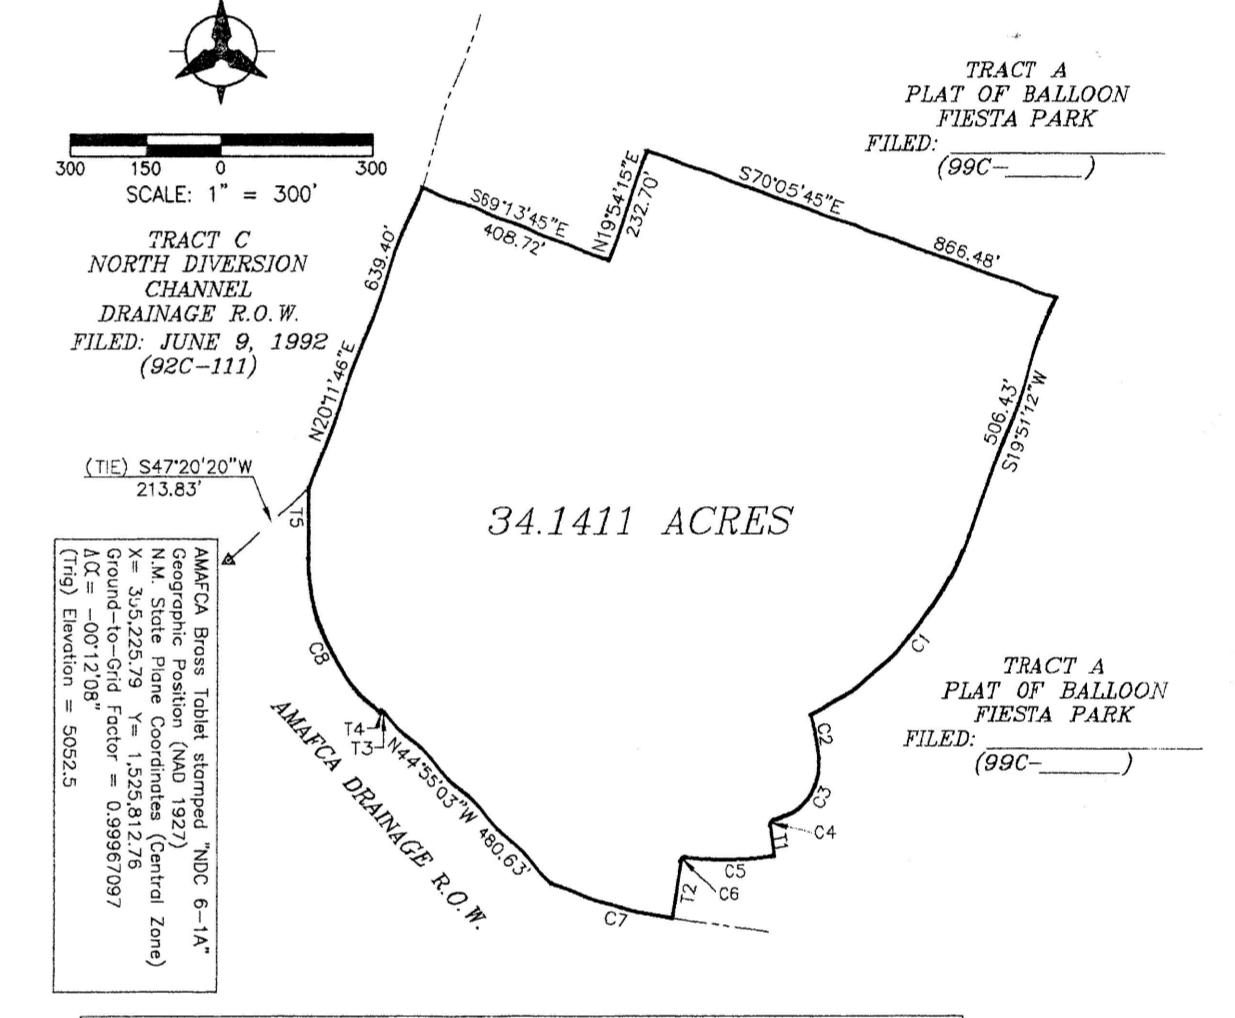 300 150 0 300
SCALE: 1" = 300'
TRACT C
NORTH DIVERSION
CHANNEL
DRAINAGE R.O.W.
FILED: JUNE 9, 1992
(92C-111)
TRACT A
PLAT OF BALLOON
FIESTA PARK
FILED: ____________
(99C-______)
S69°13'45"E
408.72'
N19°54'15"E
232.70'
S70°05'45"E
866.48'
639.40'
N20°11'46"E
506.43'
S19°51'12"W
(TIE) S47°20'20"W
213.83'
T5
34.1411 ACRES
AMAFCA Brass Tablet stamped "NDC 6-1A"
Geographic Position (NAD 1927)
N.M. State Plane Coordinates (Central Zone)
Y= 1,525,812.76
Ground-to-Grid Factor = 0.99967097
Δα= -00°12'08"
(Trig) Elevation = 5052.5
C8
T4
T3
N44°55'03"W 480.63'
AMAFCA DRAINAGE R.O.W.
C1
C2
C3
C4
T1
C5
C6
T2
C7
TRACT A
PLAT OF BALLOON
FIESTA PARK
FILED: ____________
(99C-______)